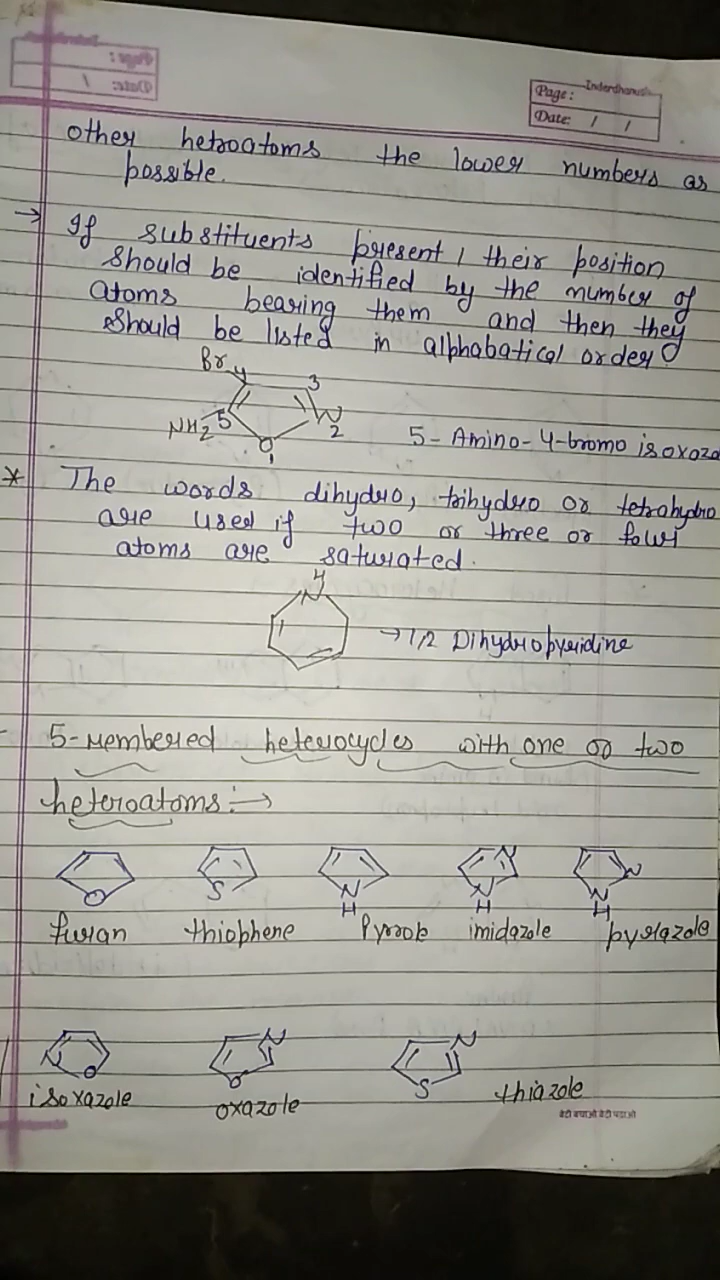 Inderdhanush
Page:
Date: / /
other hetroatoms the lower numbers as
possible.
→ If substituents present, their position
should be identified by the number of
atoms bearing them and then they
should be listed in alphabatical order
Br 4 3
NH2 5 N 2
O 1
5-Amino-4-bromo isoxazo
* The words dihydro, trihydro or tetrahydro
are used if two or three or four
atoms are saturated.
H
N
→ 1,2 Dihydropyridine
5-Membered heterocycles with one or two
heteroatoms :→
O S N H N N H N N H
furan thiophene Pyrrole imidazole pyrazole
N O N O N S
isoxazole oxazole thiazole
बेटी बचाओ बेटी पढ़ाओ